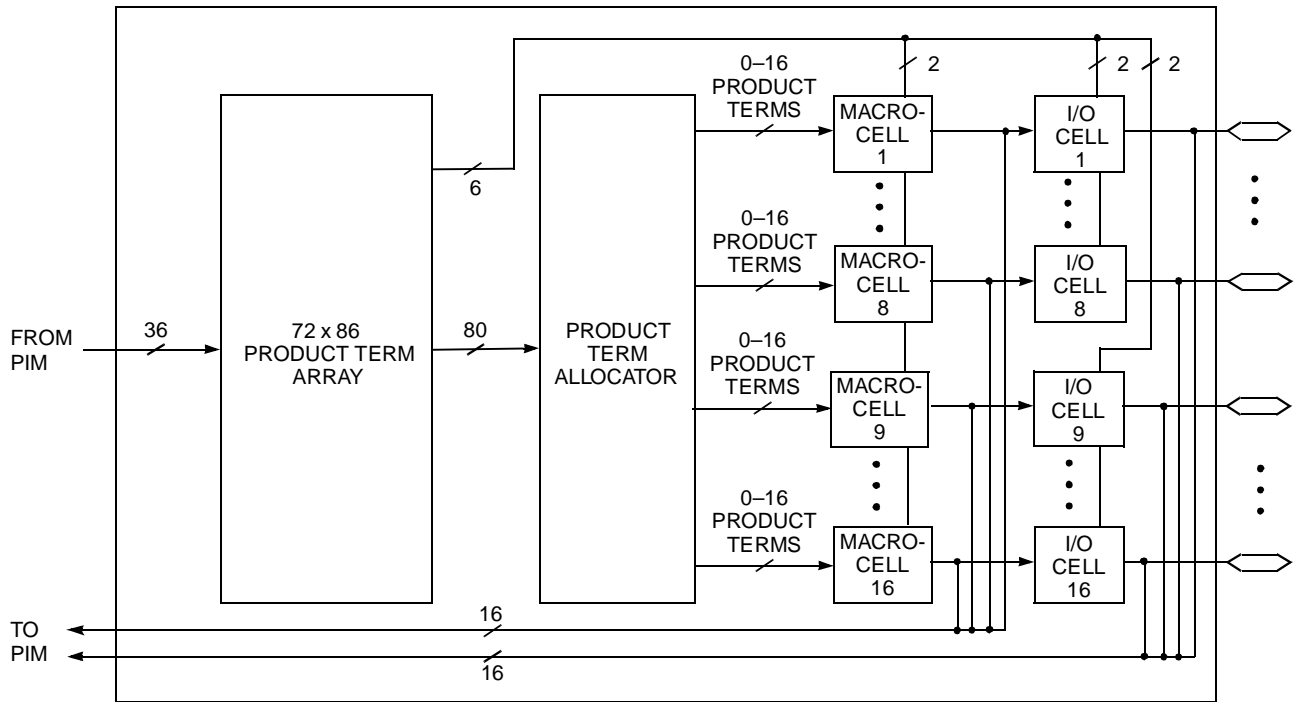 0–16
PRODUCT
TERMS
2
2
2
MACRO-
CELL
1
I/O
CELL
1
6
0–16
PRODUCT
TERMS
MACRO-
CELL
8
I/O
CELL
8
FROM
PIM
36
72 x 86
PRODUCT TERM
ARRAY
80
PRODUCT
TERM
ALLOCATOR
0–16
PRODUCT
TERMS
MACRO-
CELL
9
I/O
CELL
9
0–16
PRODUCT
TERMS
MACRO-
CELL
16
I/O
CELL
16
TO
PIM
16
16